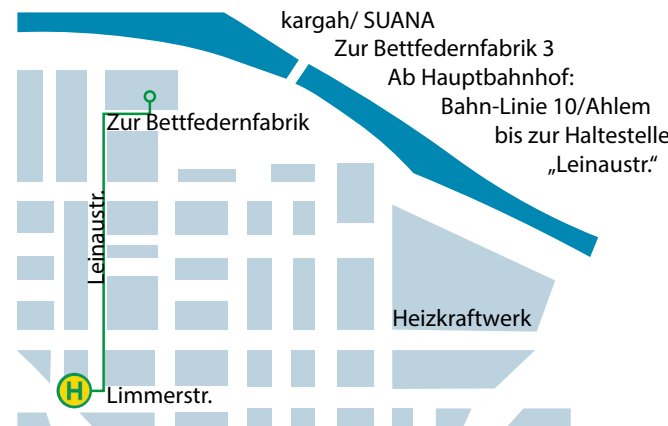 kargah/ SUANA
Zur Bettfedernfabrik 3
Ab Hauptbahnhof:
Bahn-Linie 10/Ahlem
bis zur Haltestelle
„Leinaustr.“
Zur Bettfedernfabrik
Leinaustr.
Heizkraftwerk
H
Limmerstr.